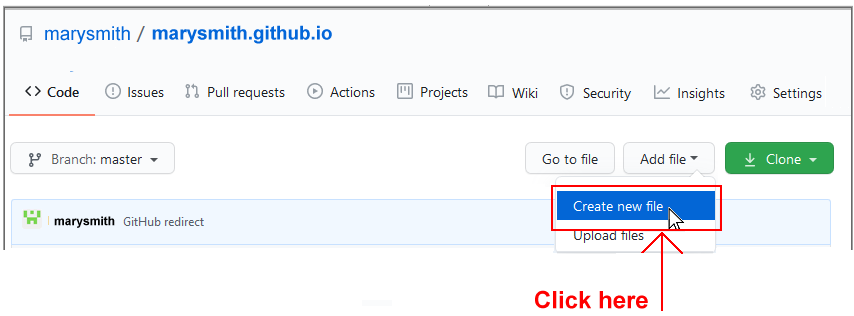 marysmith / marysmith.github.io
Code Issues Pull requests Actions Projects Wiki Security Insights Settings
Branch: master Go to file Add file Clone
Create new file
marysmith GitHub redirect
Upload files
Click here